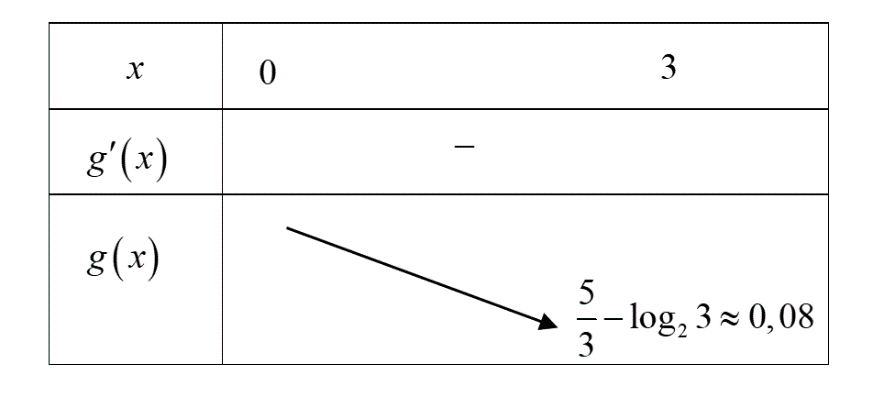 x 0 3
g′(x) −
g(x)
5/3 − log₂ 3 ≈ 0,08